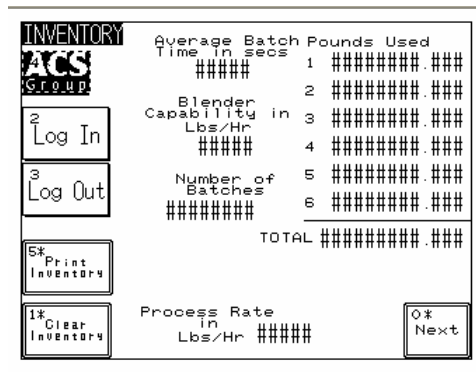 INVENTORY
ACS
Group
2
Log In
3
Log Out
5*
Print
Inventory
1*
Clear
Inventory
Average Batch
Time in secs
#####
Blender
Capability in
Lbs/Hr
#####
Number of
Batches
########
Pounds Used
1 ########.###
2 ########.###
3 ########.###
4 ########.###
5 ########.###
6 ########.###
TOTAL #########.###
Process Rate
in
Lbs/Hr #####
0*
Next